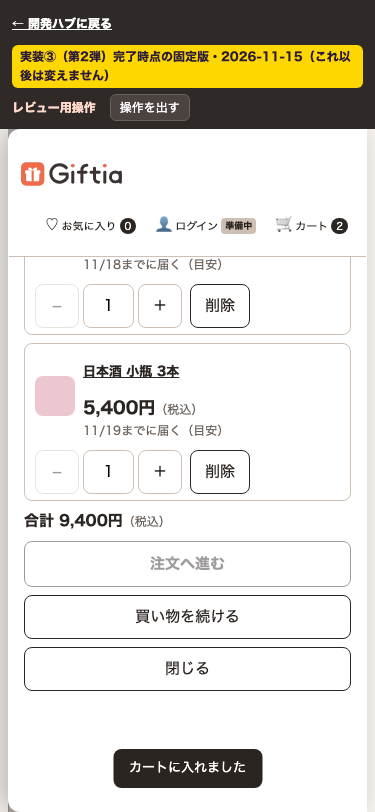 ← 開発ハブに戻る
実装③（第2弾）完了時点の固定版・2026-11-15（これ以
後は変えません）
レビュー用操作 操作を出す
Giftia
♡ お気に入り 0 ログイン 準備中 カート 2
11/18までに届く（目安）
− 1 + 削除
日本酒 小瓶 3本
5,400円（税込）
11/19までに届く（目安）
− 1 + 削除
合計 9,400円（税込）
注文へ進む
買い物を続ける
閉じる
カートに入れました